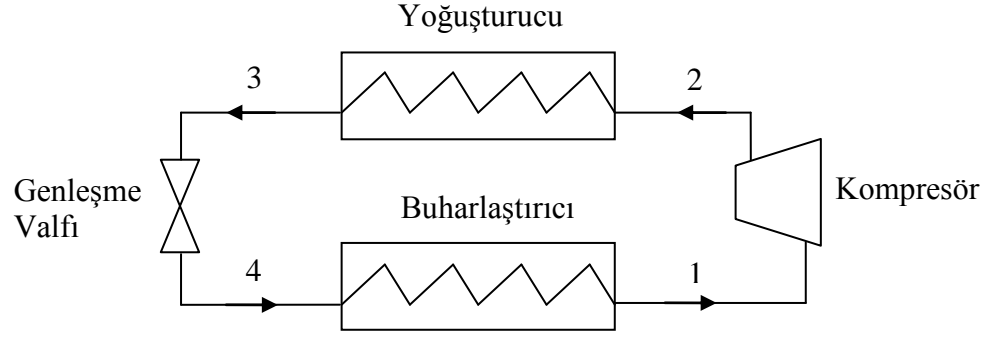 Yoğuşturucu
3
2
Genleşme
Valfı
Buharlaştırıcı
Kompresör
4
1